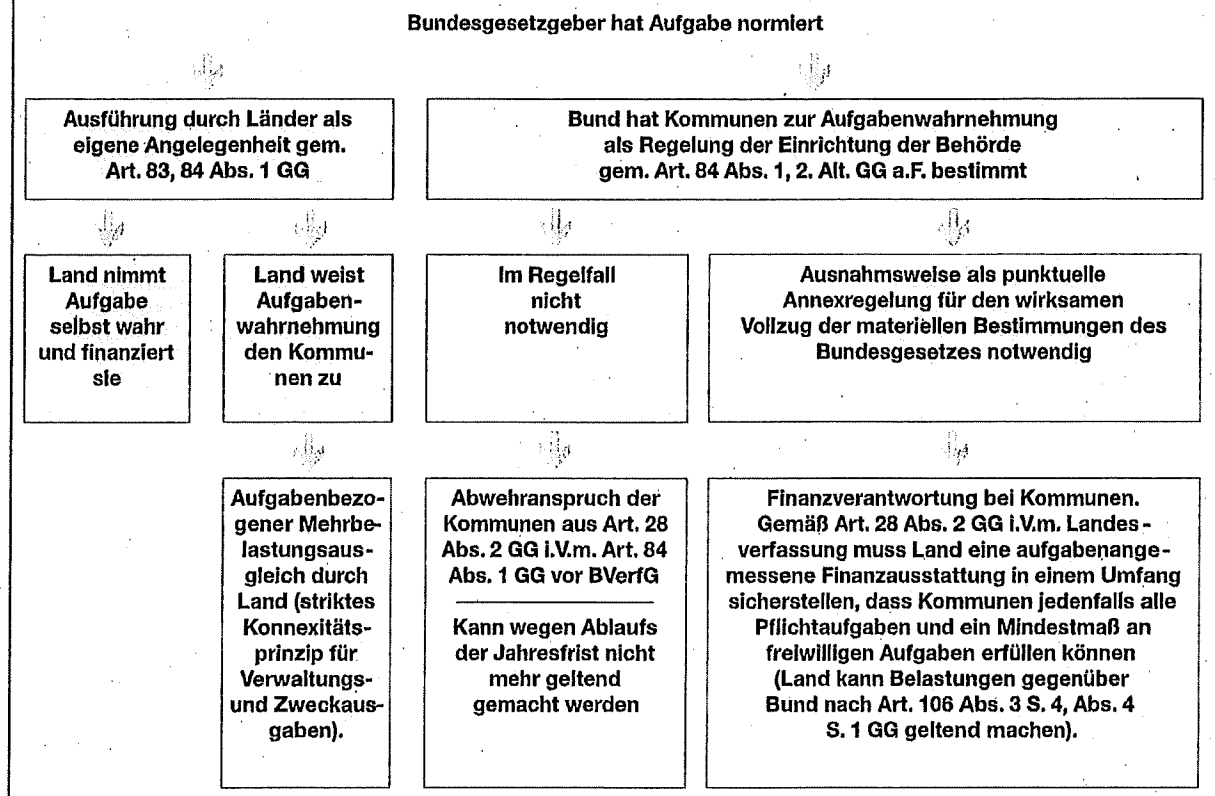 Bundesgesetzgeber hat Aufgabe normiert
Ausführung durch Länder als
eigene Angelegenheit gem.
Art. 83, 84 Abs. 1 GG
Bund hat Kommunen zur Aufgabenwahrnehmung
als Regelung der Einrichtung der Behörde
gem. Art. 84 Abs. 1, 2. Alt. GG a.F. bestimmt
Land nimmt
Aufgabe
selbst wahr
und finanziert
sie
Land weist
Aufgaben-
wahrnehmung
den Kommu-
nen zu
Im Regelfall
nicht
notwendig
Ausnahmsweise als punktuelle
Annexregelung für den wirksamen
Vollzug der materiellen Bestimmungen des
Bundesgesetzes notwendig
Aufgabenbezo-
gener Mehrbe-
lastungsaus-
gleich durch
Land (striktes
Konnexitäts-
prinzip für
Verwaltungs-
und Zweckaus-
gaben).
Abwehranspruch der
Kommunen aus Art. 28
Abs. 2 GG i.V.m. Art. 84
Abs. 1 GG vor BVerfG
Kann wegen Ablaufs
der Jahresfrist nicht
mehr geltend
gemacht werden
Finanzverantwortung bei Kommunen.
Gemäß Art. 28 Abs. 2 GG i.V.m. Landes-
verfassung muss Land eine aufgabenange-
messene Finanzausstattung in einem Umfang
sicherstellen, dass Kommunen jedenfalls alle
Pflichtaufgaben und ein Mindestmaß an
freiwilligen Aufgaben erfüllen können
(Land kann Belastungen gegenüber
Bund nach Art. 106 Abs. 3 S. 4, Abs. 4
S. 1 GG geltend machen).